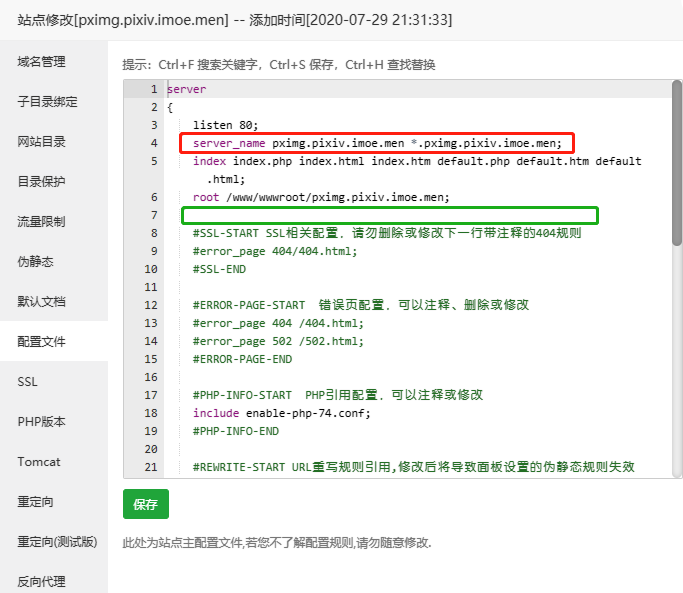 站点修改[pximg.pixiv.imoe.men] -- 添加时间[2020-07-29 21:31:33]
域名管理
子目录绑定
网站目录
目录保护
流量限制
伪静态
默认文档
配置文件
SSL
PHP版本
Tomcat
重定向
重定向(测试版)
反向代理
提示：Ctrl+F 搜索关键字，Ctrl+S 保存，Ctrl+H 查找替换
1 server
2 {
3 listen 80;
4 server_name pximg.pixiv.imoe.men *.pximg.pixiv.imoe.men;
5 index index.php index.html index.htm default.php default.htm default
.html;
6 root /www/wwwroot/pximg.pixiv.imoe.men;
7
8 #SSL-START SSL相关配置，请勿删除或修改下一行带注释的404规则
9 #error_page 404/404.html;
10 #SSL-END
11
12 #ERROR-PAGE-START 错误页配置，可以注释、删除或修改
13 #error_page 404 /404.html;
14 #error_page 502 /502.html;
15 #ERROR-PAGE-END
16
17 #PHP-INFO-START PHP引用配置，可以注释或修改
18 include enable-php-74.conf;
19 #PHP-INFO-END
20
21 #REWRITE-START URL重写规则引用,修改后将导致面板设置的伪静态规则失效
保存
此处为站点主配置文件,若您不了解配置规则,请勿随意修改.